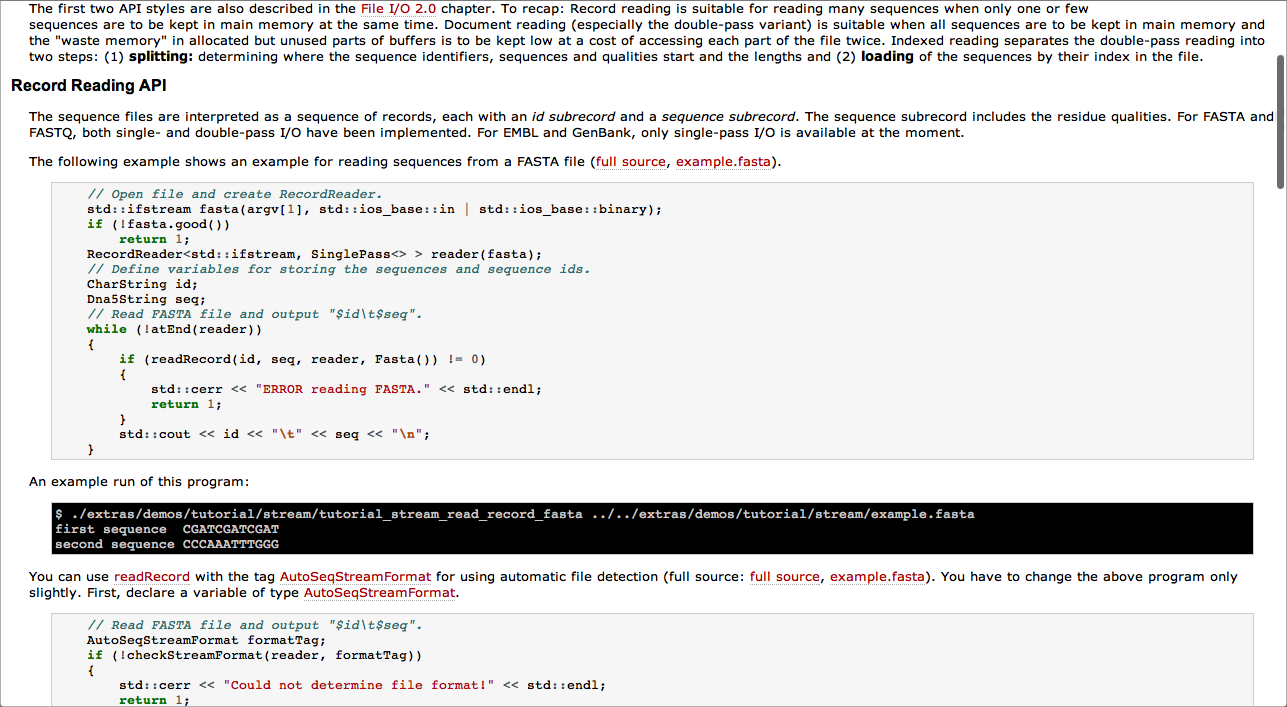 The first two API styles are also described in the File I/O 2.0 chapter. To recap: Record reading is suitable for reading many sequences when only one or few
sequences are to be kept in main memory at the same time. Document reading (especially the double-pass variant) is suitable when all sequences are to be kept in main memory and
the "waste memory" in allocated but unused parts of buffers is to be kept low at a cost of accessing each part of the file twice. Indexed reading separates the double-pass reading into
two steps: (1) splitting: determining where the sequence identifiers, sequences and qualities start and the lengths and (2) loading of the sequences by their index in the file.
Record Reading API
The sequence files are interpreted as a sequence of records, each with an id subrecord and a sequence subrecord. The sequence subrecord includes the residue qualities. For FASTA and
FASTQ, both single- and double-pass I/O have been implemented. For EMBL and GenBank, only single-pass I/O is available at the moment.
The following example shows an example for reading sequences from a FASTA file (full source, example.fasta).
// Open file and create RecordReader.
std::ifstream fasta(argv[1], std::ios_base::in | std::ios_base::binary);
if (!fasta.good())
    return 1;
RecordReader<std::ifstream, SinglePass<> > reader(fasta);
// Define variables for storing the sequences and sequence ids.
CharString id;
Dna5String seq;
// Read FASTA file and output "$id\t$seq".
while (!atEnd(reader))
{
    if (readRecord(id, seq, reader, Fasta()) != 0)
    {
        std::cerr << "ERROR reading FASTA." << std::endl;
        return 1;
    }
    std::cout << id << "\t" << seq << "\n";
}
An example run of this program:
$ ./extras/demos/tutorial/stream/tutorial_stream_read_record_fasta ../../extras/demos/tutorial/stream/example.fasta
first sequence  CGATCGATCGAT
second sequence CCCAAATTTGGG
You can use readRecord with the tag AutoSeqStreamFormat for using automatic file detection (full source: full source, example.fasta). You have to change the above program only
slightly. First, declare a variable of type AutoSeqStreamFormat.
// Read FASTA file and output "$id\t$seq".
AutoSeqStreamFormat formatTag;
if (!checkStreamFormat(reader, formatTag))
{
    std::cerr << "Could not determine file format!" << std::endl;
    return 1;